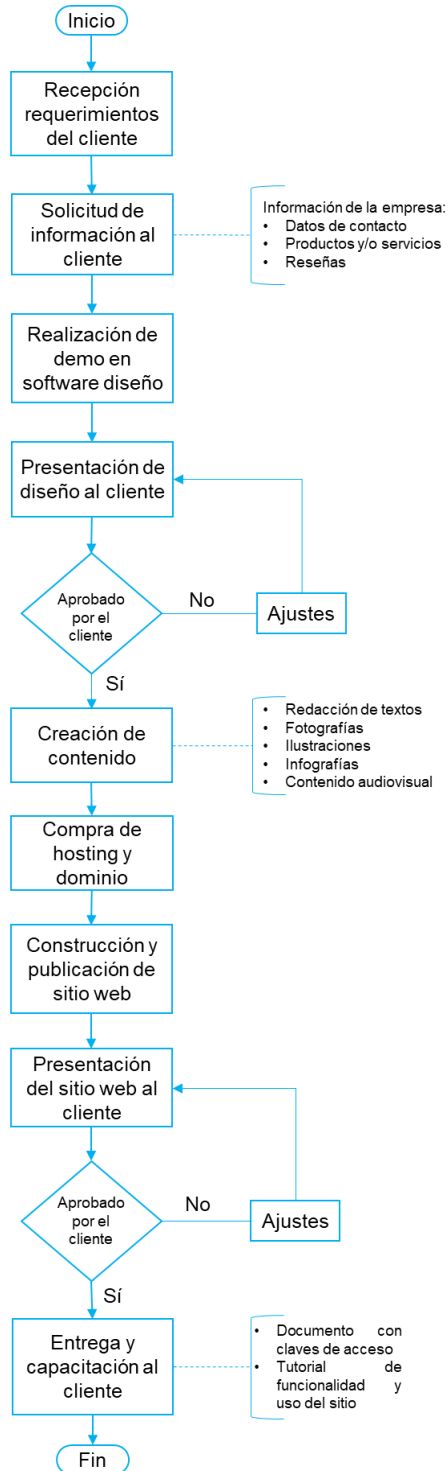 Inicio
Recepción
requerimientos
del cliente
Solicitud de
información al
cliente
Información de la empresa:
• Datos de contacto
• Productos y/o servicios
• Reseñas
Realización de
demo en
software diseño
Presentación de
diseño al cliente
Aprobado
por el
cliente
No
Ajustes
Sí
Creación de
contenido
• Redacción de textos
• Fotografías
• Ilustraciones
• Infografías
• Contenido audiovisual
Compra de
hosting y
dominio
Construcción y
publicación de
sitio web
Presentación
del sitio web al
cliente
Aprobado
por el
cliente
No
Ajustes
Sí
Entrega y
capacitación al
cliente
• Documento con
claves de acceso
• Tutorial de
funcionalidad y
uso del sitio
Fin